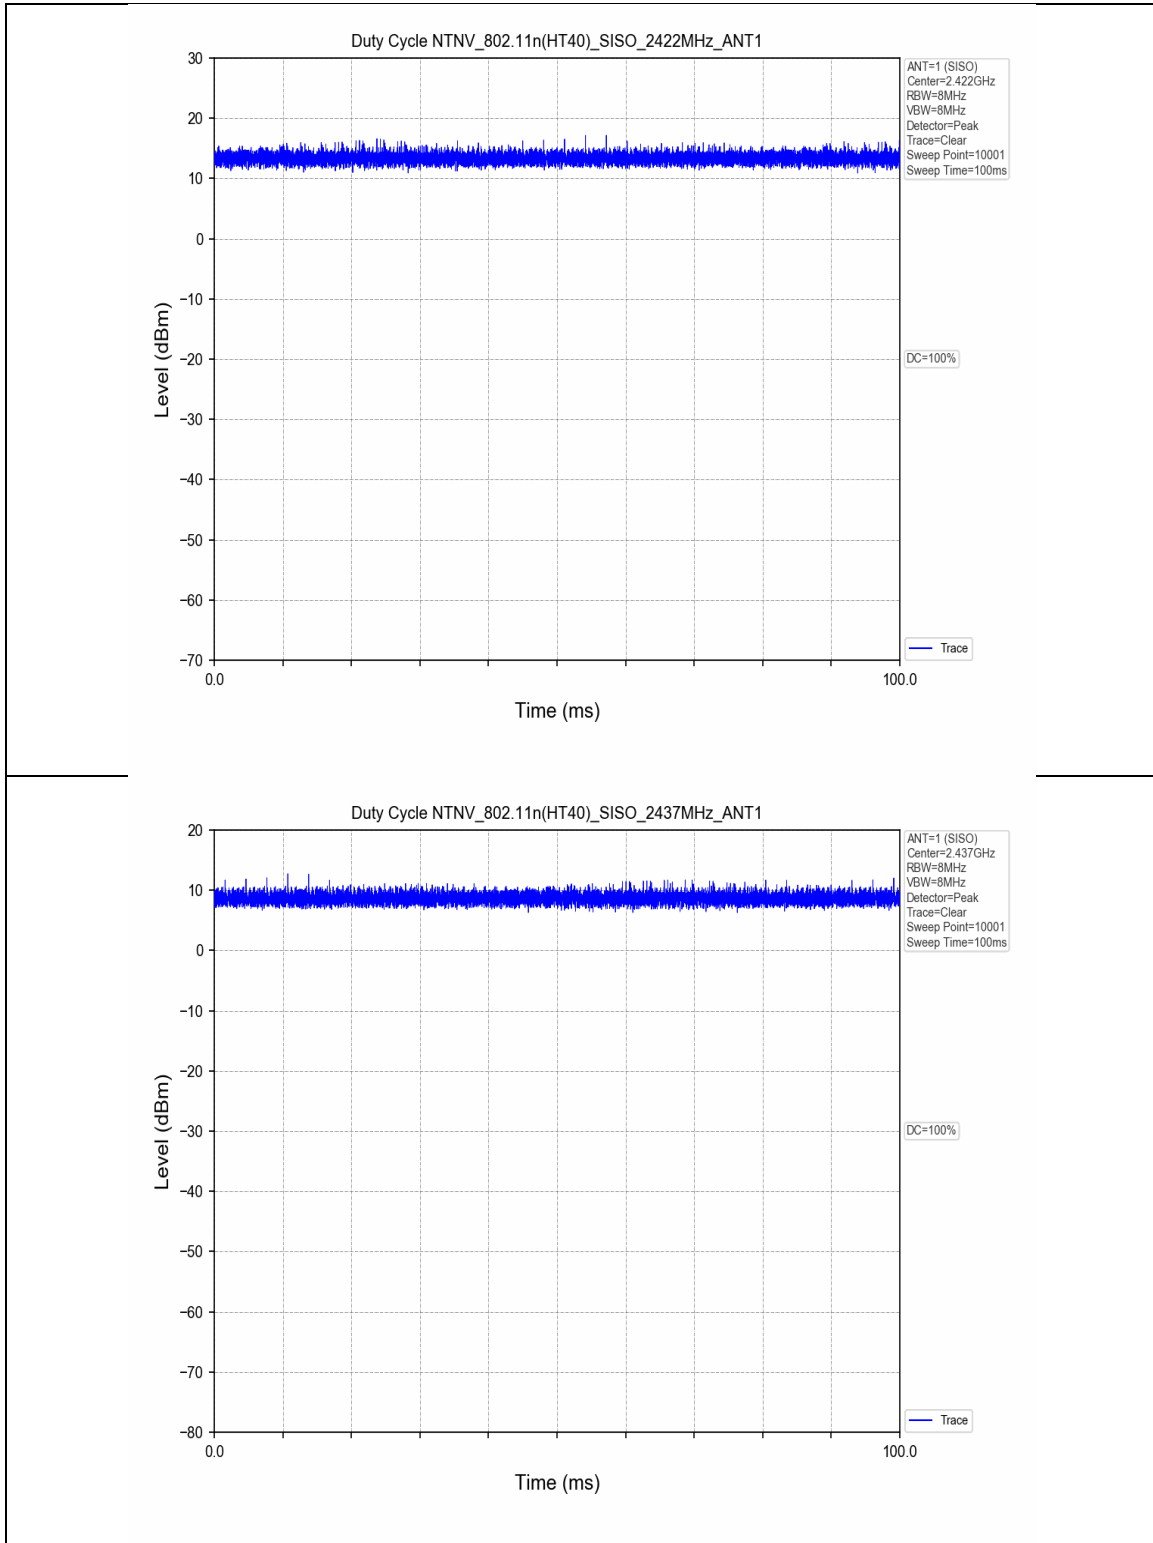 Duty Cycle NTNV_802.11n(HT40)_SISO_2422MHz_ANT1
30
20
10
0
−10
−20
−30
−40
−50
−60
−70
Level (dBm)
0.0
100.0
Time (ms)
ANT=1 (SISO)
Center=2.422GHz
RBW=8MHz
VBW=8MHz
Detector=Peak
Trace=Clear
Sweep Point=10001
Sweep Time=100ms
DC=100%
Trace
Duty Cycle NTNV_802.11n(HT40)_SISO_2437MHz_ANT1
20
10
0
−10
−20
−30
−40
−50
−60
−70
−80
Level (dBm)
0.0
100.0
Time (ms)
ANT=1 (SISO)
Center=2.437GHz
RBW=8MHz
VBW=8MHz
Detector=Peak
Trace=Clear
Sweep Point=10001
Sweep Time=100ms
DC=100%
Trace